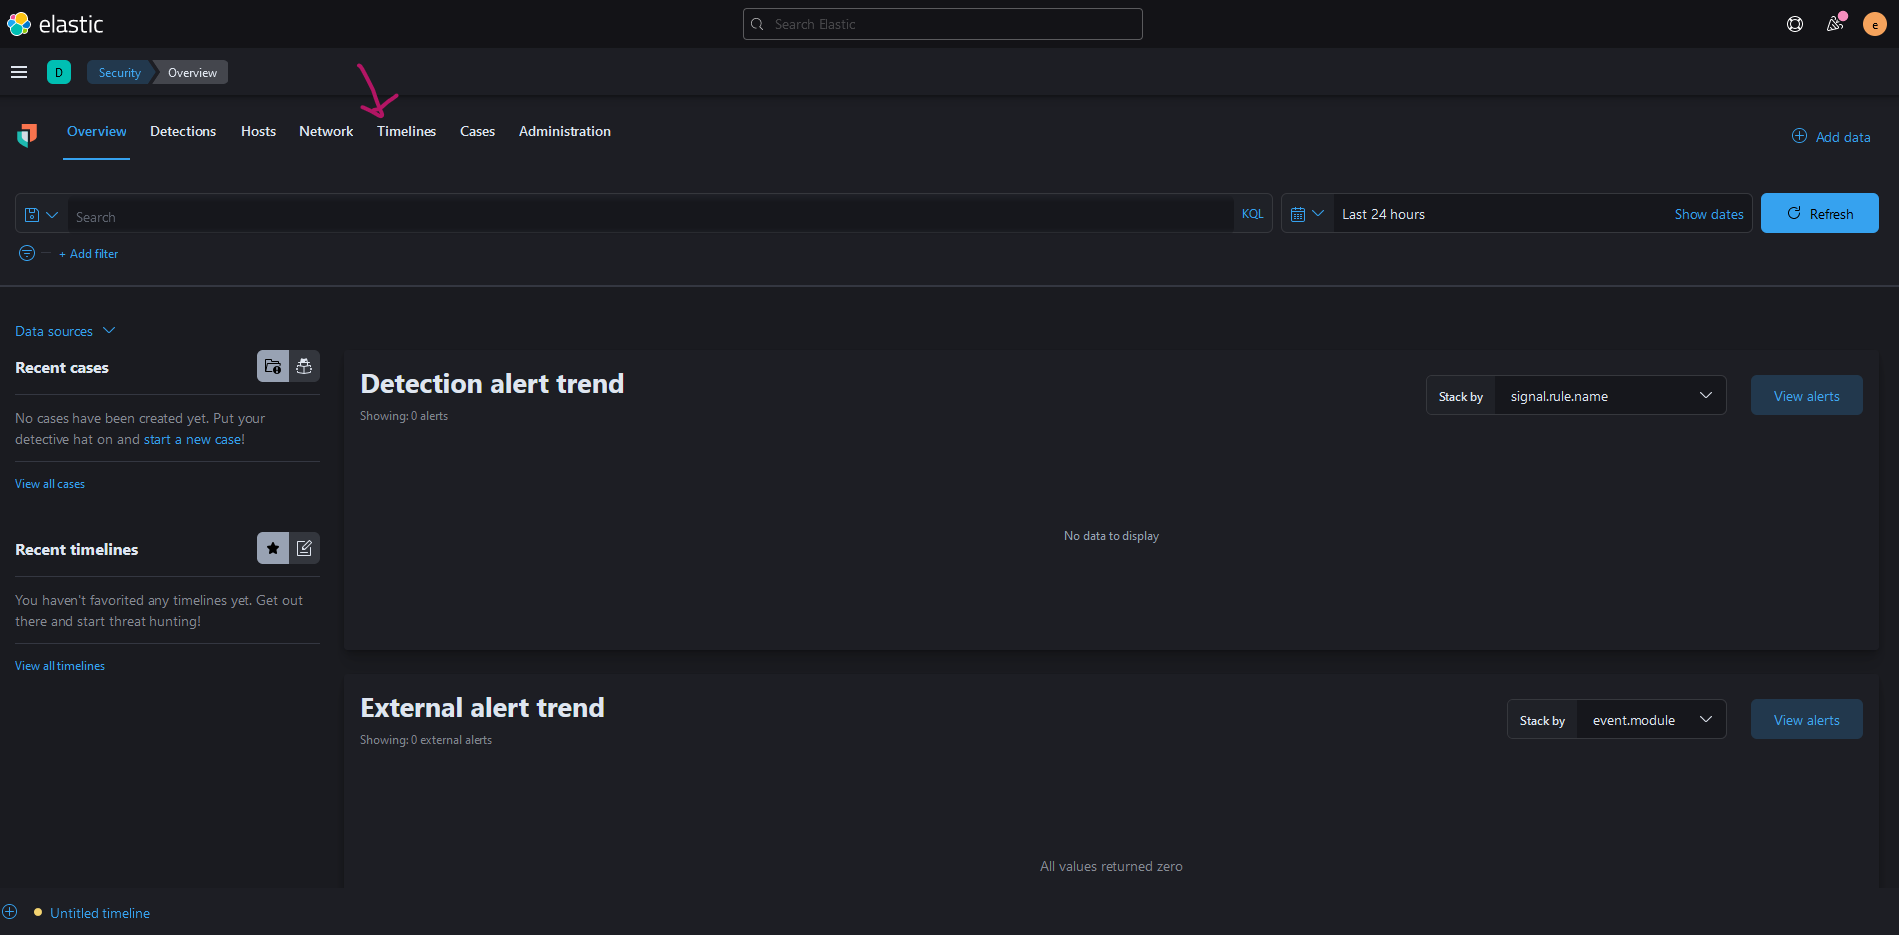 elastic
Search Elastic
e
D
Security
Overview
Overview
Detections
Hosts
Network
Timelines
Cases
Administration
Add data
Search
KQL
Last 24 hours
Show dates
Refresh
+ Add filter
Data sources
Recent cases
No cases have been created yet. Put your
detective hat on and start a new case!
View all cases
Recent timelines
You haven't favorited any timelines yet. Get out
there and start threat hunting!
View all timelines
Detection alert trend
Showing: 0 alerts
Stack by
signal.rule.name
View alerts
No data to display
External alert trend
Showing: 0 external alerts
Stack by
event.module
View alerts
All values returned zero
Untitled timeline